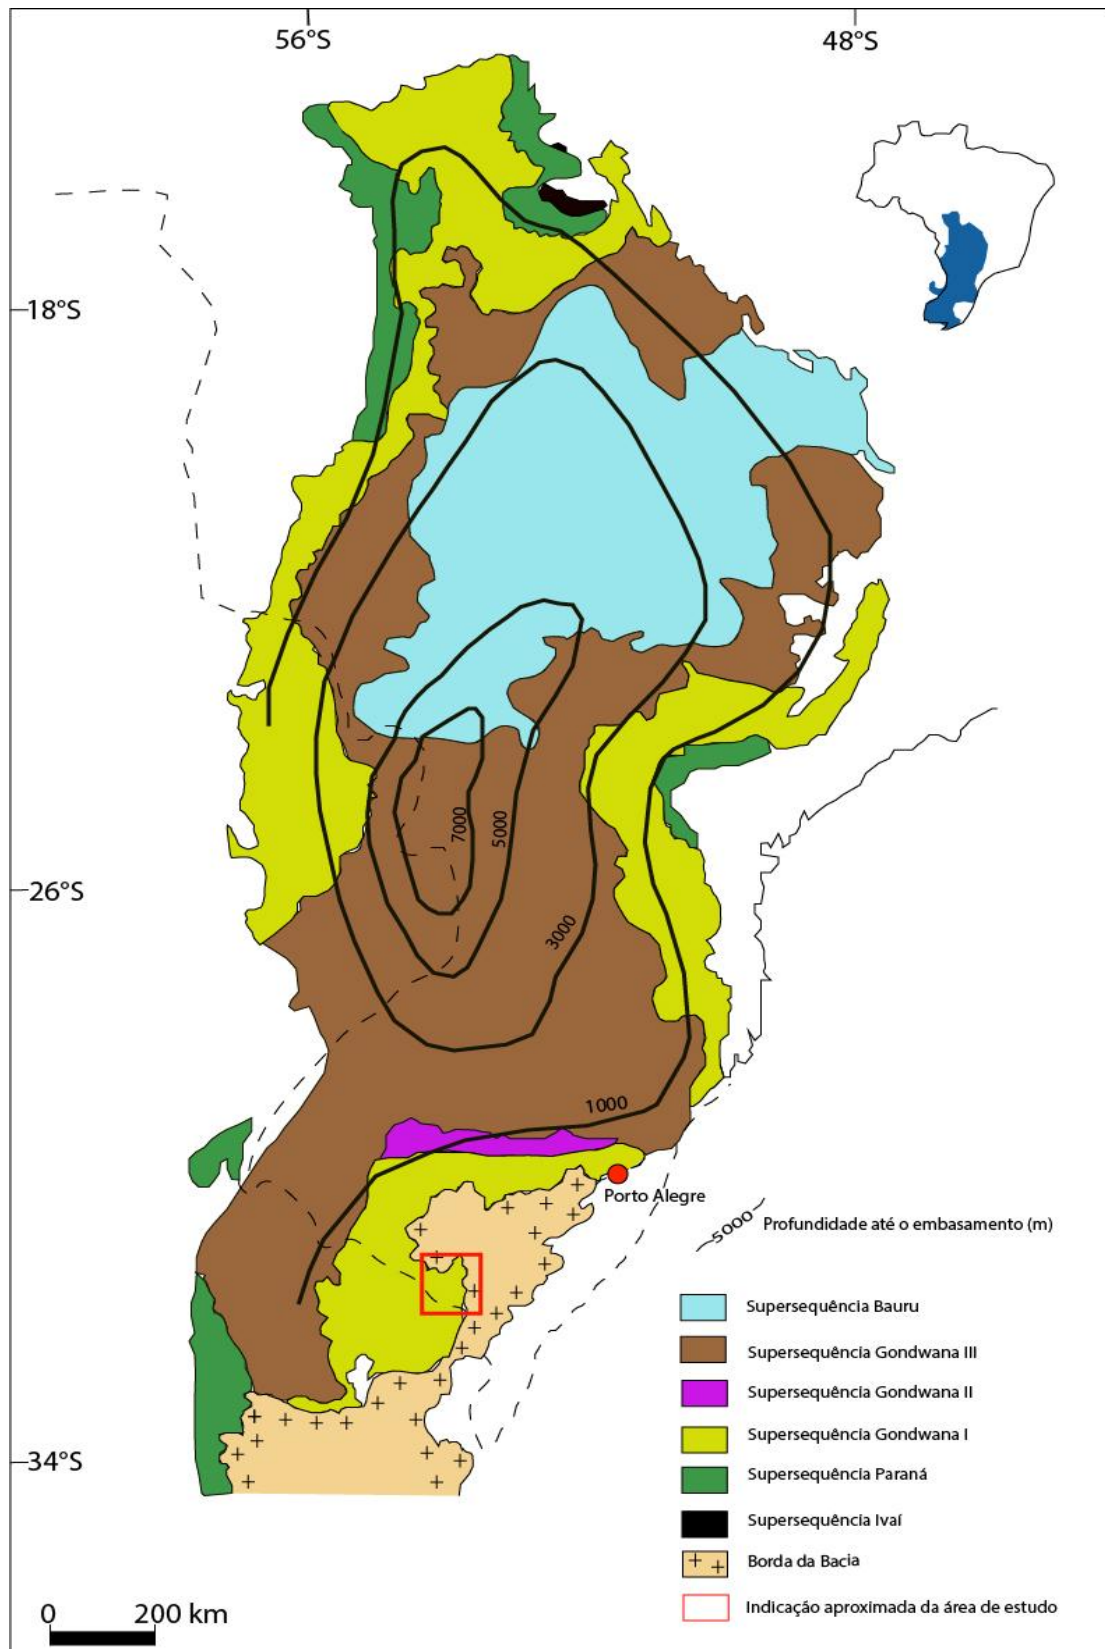 56°S
48°S
18°S
26°S
34°S
7000
5000
3000
1000
Porto Alegre
5000
Profundidade até o embasamento (m)
Supersequência Bauru
Supersequência Gondwana III
Supersequência Gondwana II
Supersequência Gondwana I
Supersequência Paraná
Supersequência Ivaí
Borda da Bacia
Indicação aproximada da área de estudo
0
200 km